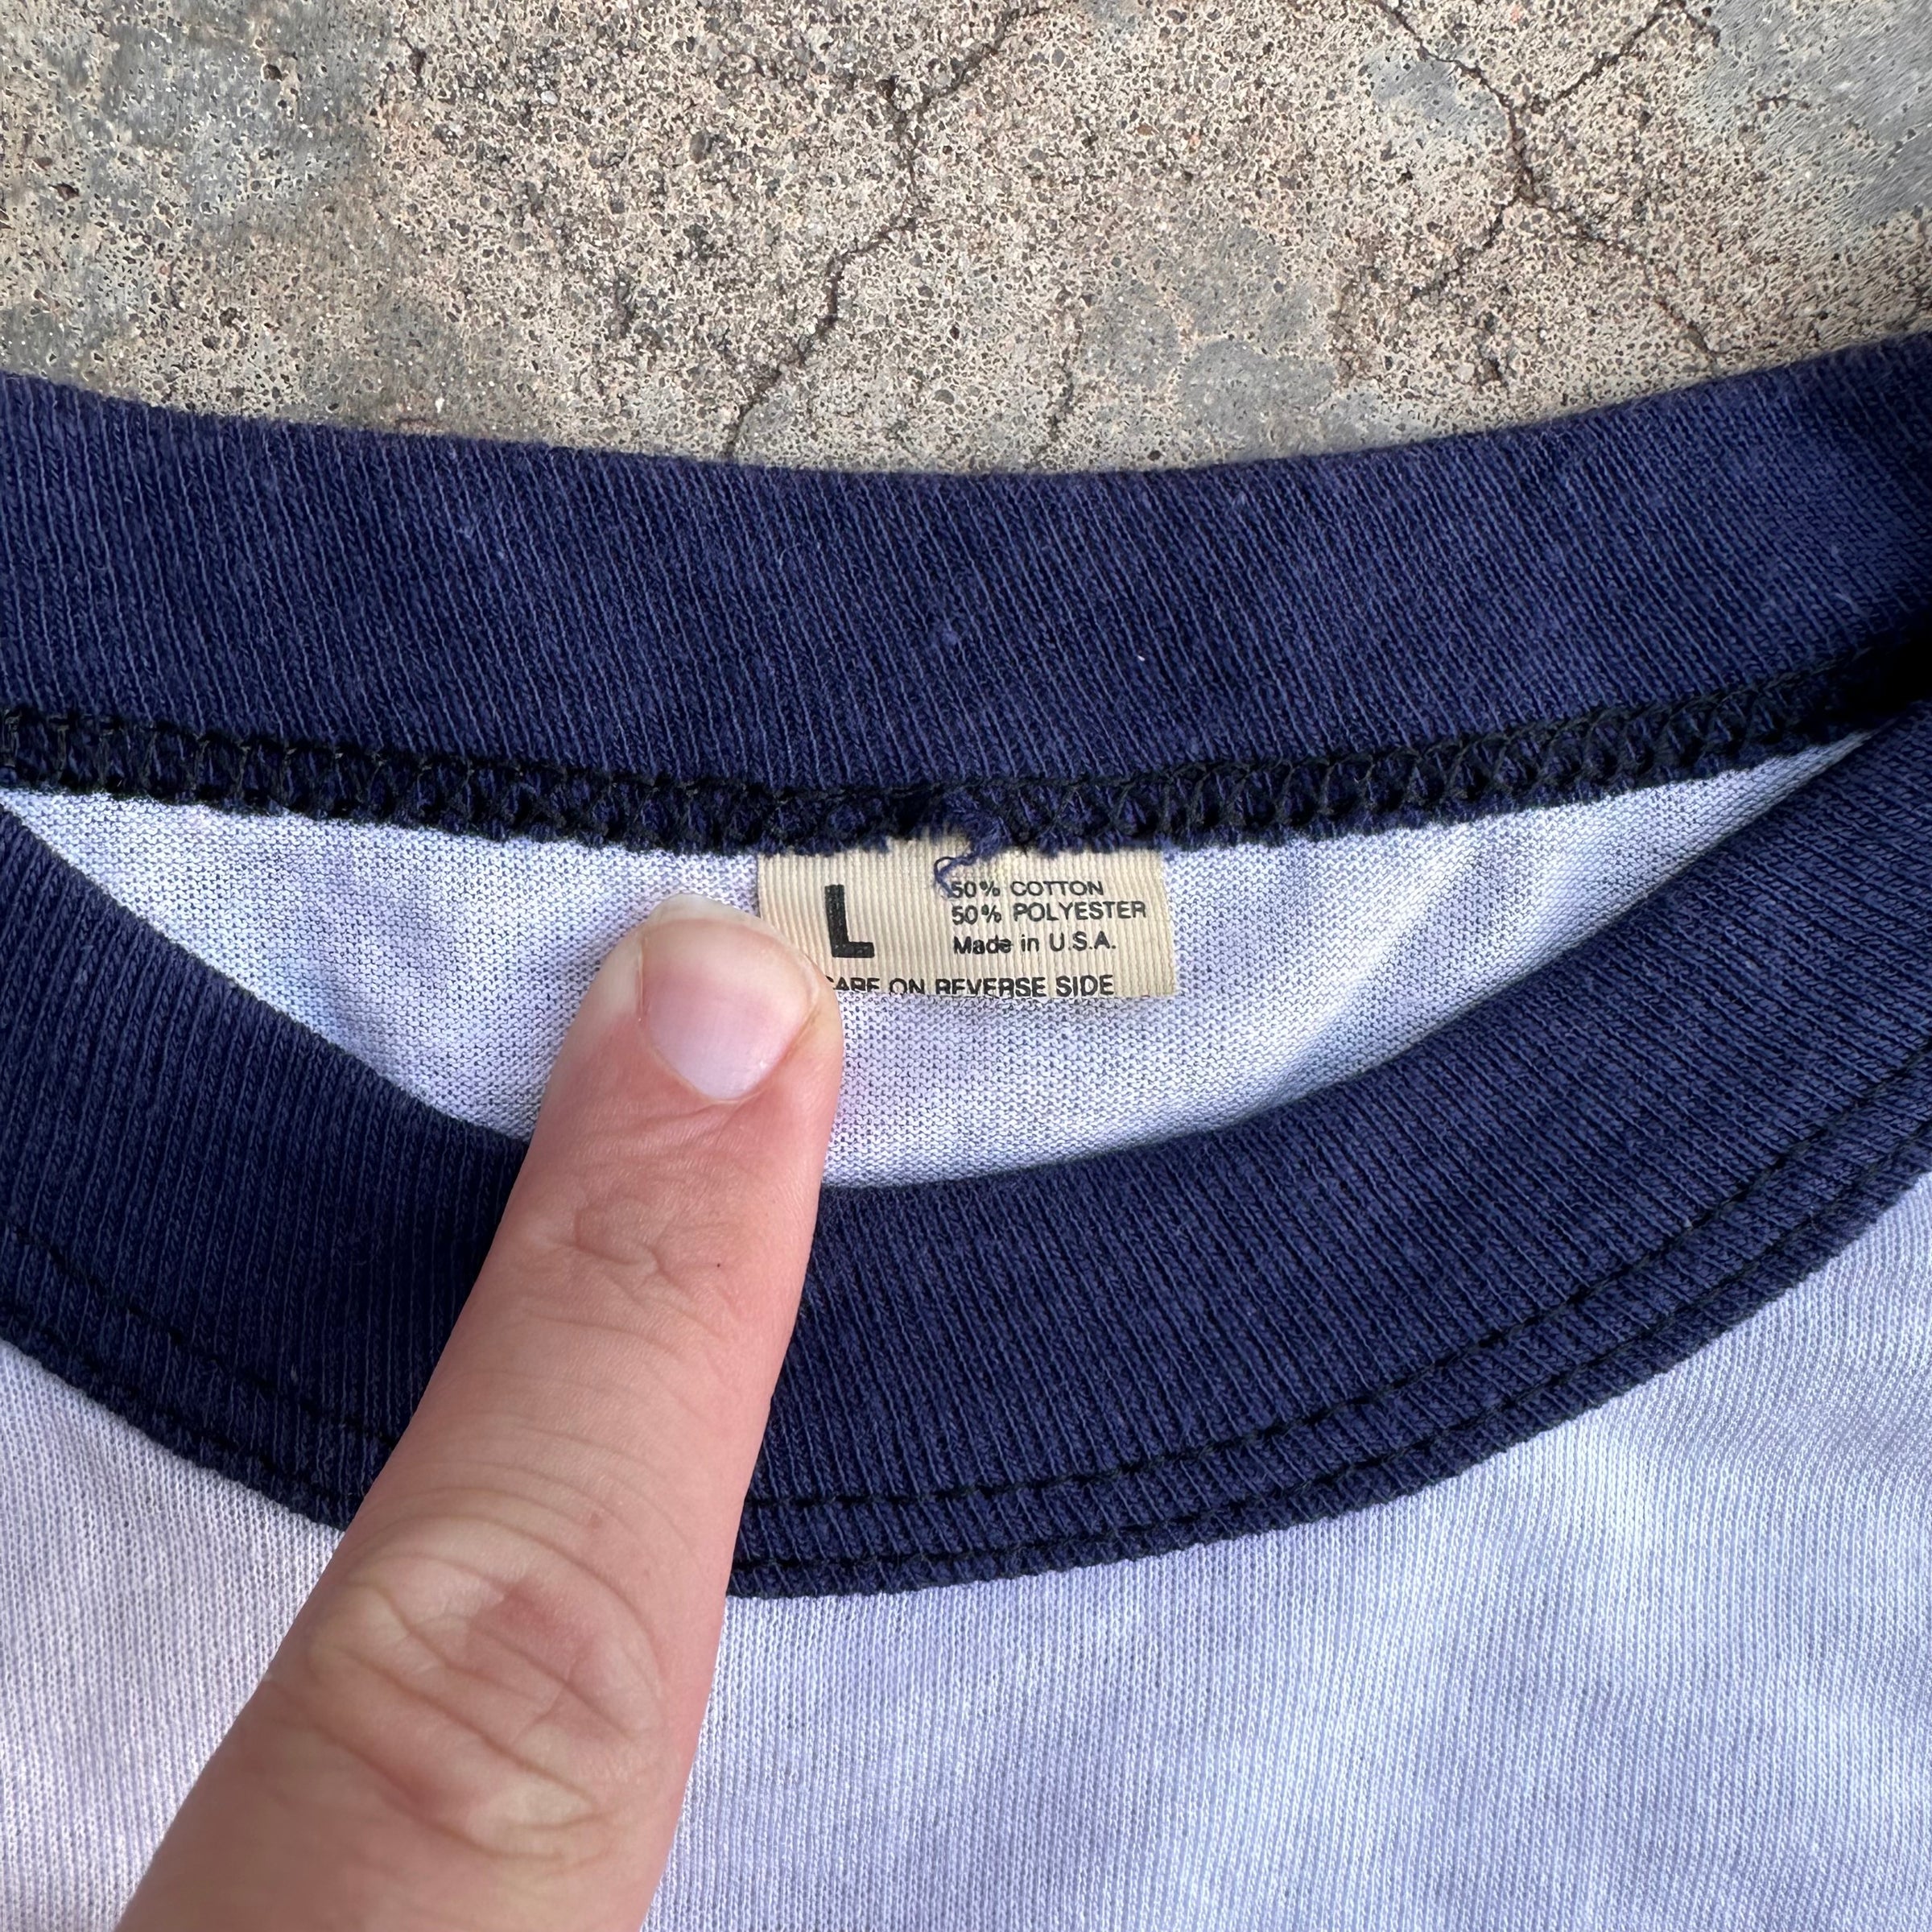 L
50% COTTON
50% POLYESTER
Made in U.S.A.
CARE ON REVERSE SIDE